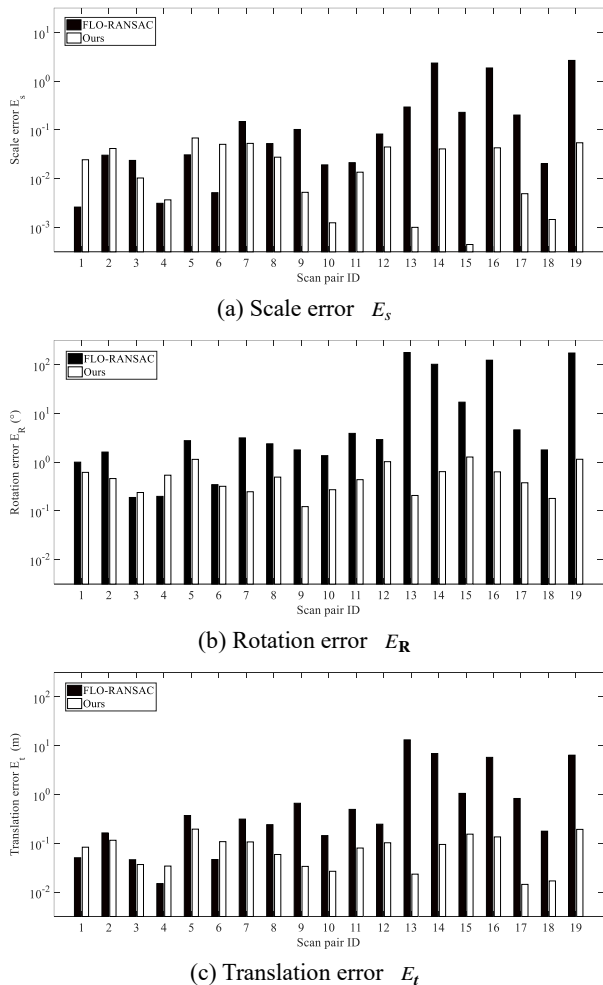 FLO-RANSAC
Ours
Scale error E_s
10^1
10^0
10^-1
10^-2
10^-3
1 2 3 4 5 6 7 8 9 10 11 12 13 14 15 16 17 18 19
Scan pair ID
(a) Scale error E_s
FLO-RANSAC
Ours
Rotation error E_R (°)
10^2
10^1
10^0
10^-1
10^-2
1 2 3 4 5 6 7 8 9 10 11 12 13 14 15 16 17 18 19
Scan pair ID
(b) Rotation error E_R
FLO-RANSAC
Ours
Translation error E_t (m)
10^2
10^1
10^0
10^-1
10^-2
1 2 3 4 5 6 7 8 9 10 11 12 13 14 15 16 17 18 19
Scan pair ID
(c) Translation error E_t